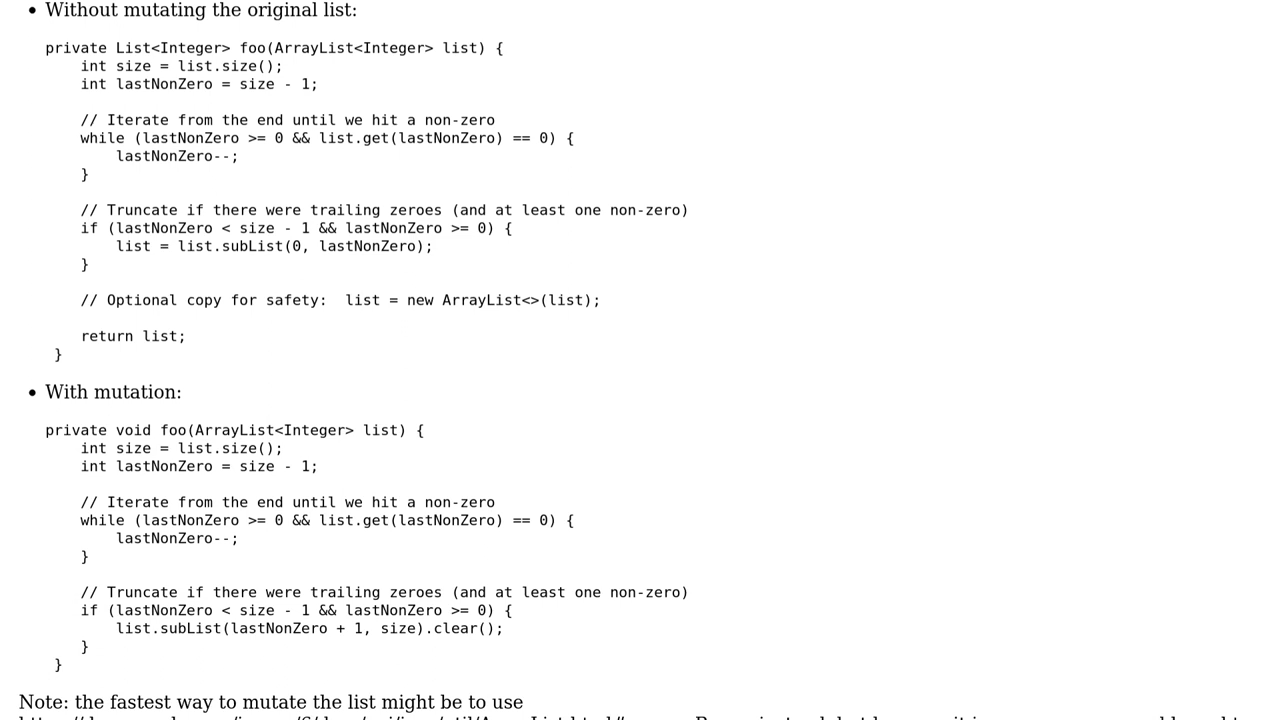 • Without mutating the original list:
private List<Integer> foo(ArrayList<Integer> list) {
    int size = list.size();
    int lastNonZero = size - 1;

    // Iterate from the end until we hit a non-zero
    while (lastNonZero >= 0 && list.get(lastNonZero) == 0) {
        lastNonZero--;
    }

    // Truncate if there were trailing zeroes (and at least one non-zero)
    if (lastNonZero < size - 1 && lastNonZero >= 0) {
        list = list.subList(0, lastNonZero);
    }

    // Optional copy for safety:  list = new ArrayList<>(list);

    return list;
 }
• With mutation:
private void foo(ArrayList<Integer> list) {
    int size = list.size();
    int lastNonZero = size - 1;

    // Iterate from the end until we hit a non-zero
    while (lastNonZero >= 0 && list.get(lastNonZero) == 0) {
        lastNonZero--;
    }

    // Truncate if there were trailing zeroes (and at least one non-zero)
    if (lastNonZero < size - 1 && lastNonZero >= 0) {
        list.subList(lastNonZero + 1, size).clear();
    }
 }
Note: the fastest way to mutate the list might be to use